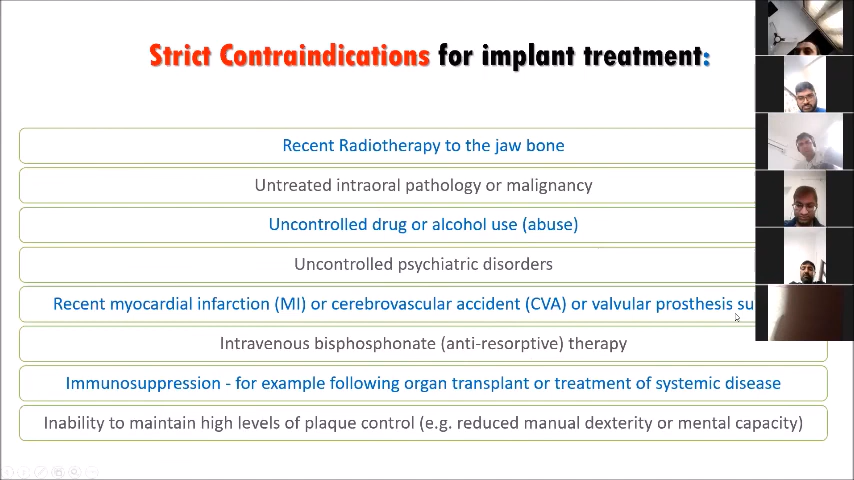 Strict Contraindications for implant treatment:
Recent Radiotherapy to the jaw bone
Untreated intraoral pathology or malignancy
Uncontrolled drug or alcohol use (abuse)
Uncontrolled psychiatric disorders
Recent myocardial infarction (MI) or cerebrovascular accident (CVA) or valvular prosthesis su
Intravenous bisphosphonate (anti-resorptive) therapy
Immunosuppression - for example following organ transplant or treatment of systemic disease
Inability to maintain high levels of plaque control (e.g. reduced manual dexterity or mental capacity)